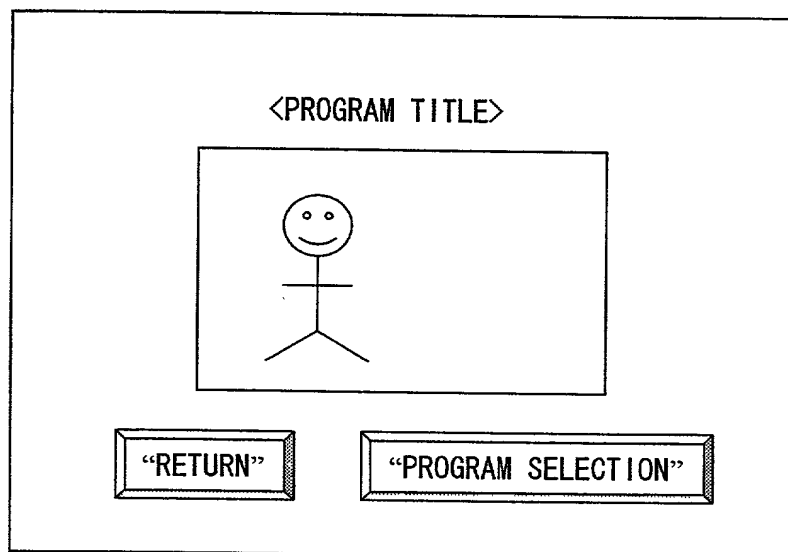 <PROGRAM TITLE>
“RETURN”
“PROGRAM SELECTION”